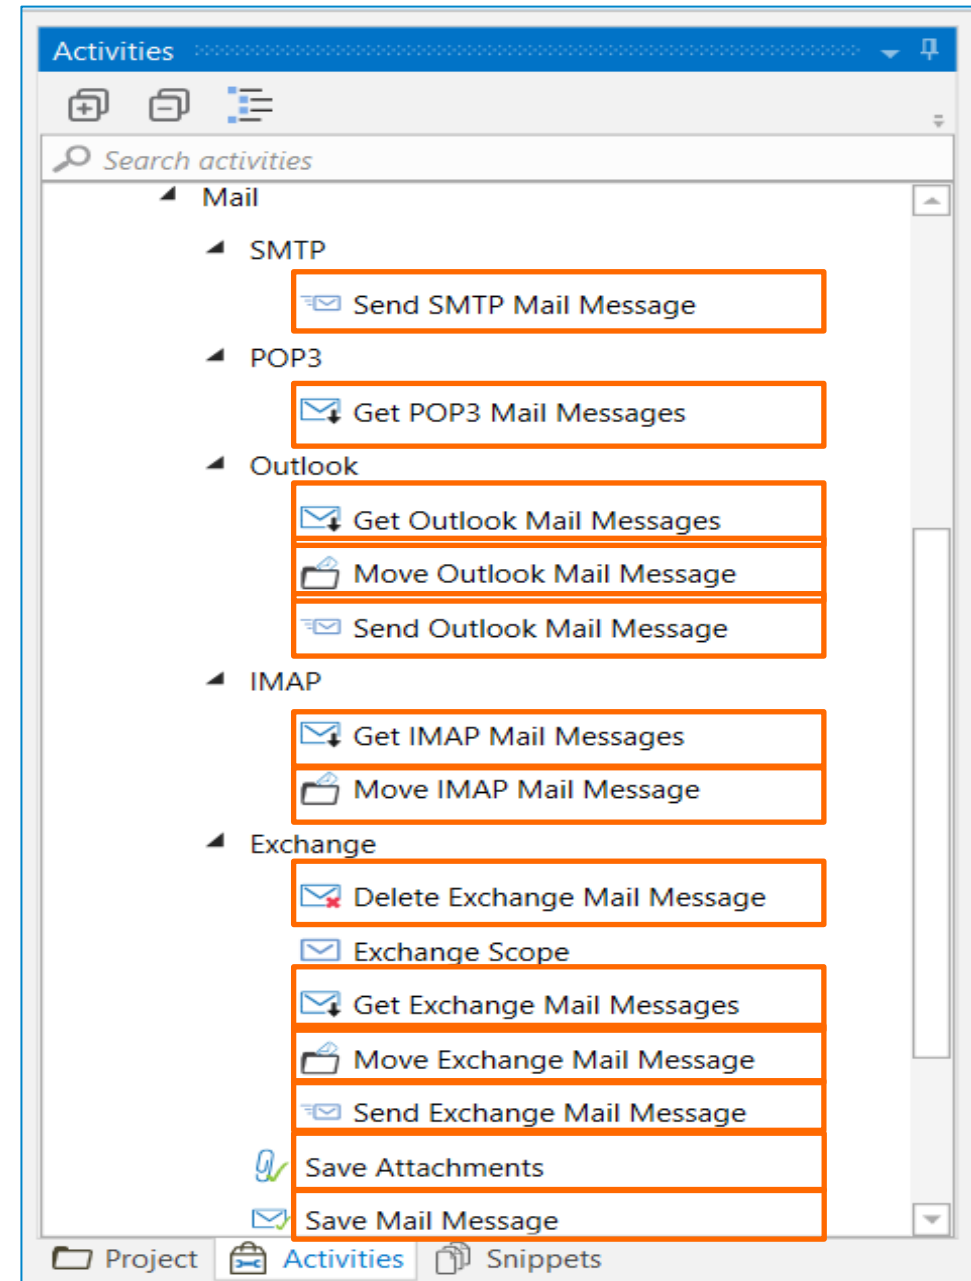 Activities
Search activities
Mail
SMTP
Send SMTP Mail Message
POP3
Get POP3 Mail Messages
Outlook
Get Outlook Mail Messages
Move Outlook Mail Message
Send Outlook Mail Message
IMAP
Get IMAP Mail Messages
Move IMAP Mail Message
Exchange
Delete Exchange Mail Message
Exchange Scope
Get Exchange Mail Messages
Move Exchange Mail Message
Send Exchange Mail Message
Save Attachments
Save Mail Message
Project Activities Snippets